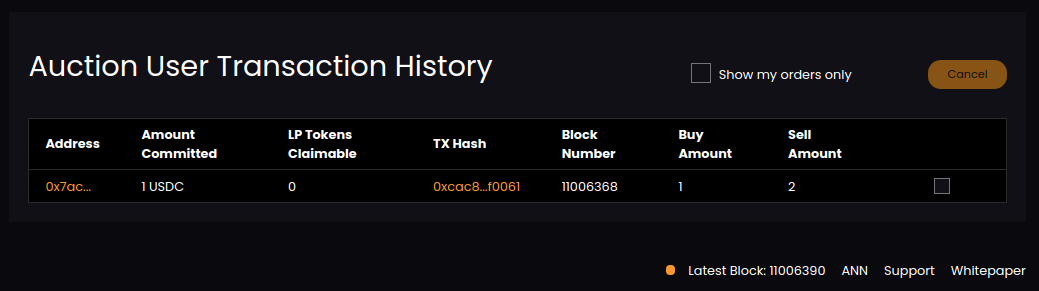 Auction User Transaction History
Show my orders only
Cancel
Address Amount Committed LP Tokens Claimable TX Hash Block Number Buy Amount Sell Amount
0x7ac... 1 USDC 0 0xcac8...f0061 11006368 1 2
Latest Block: 11006390 ANN Support Whitepaper